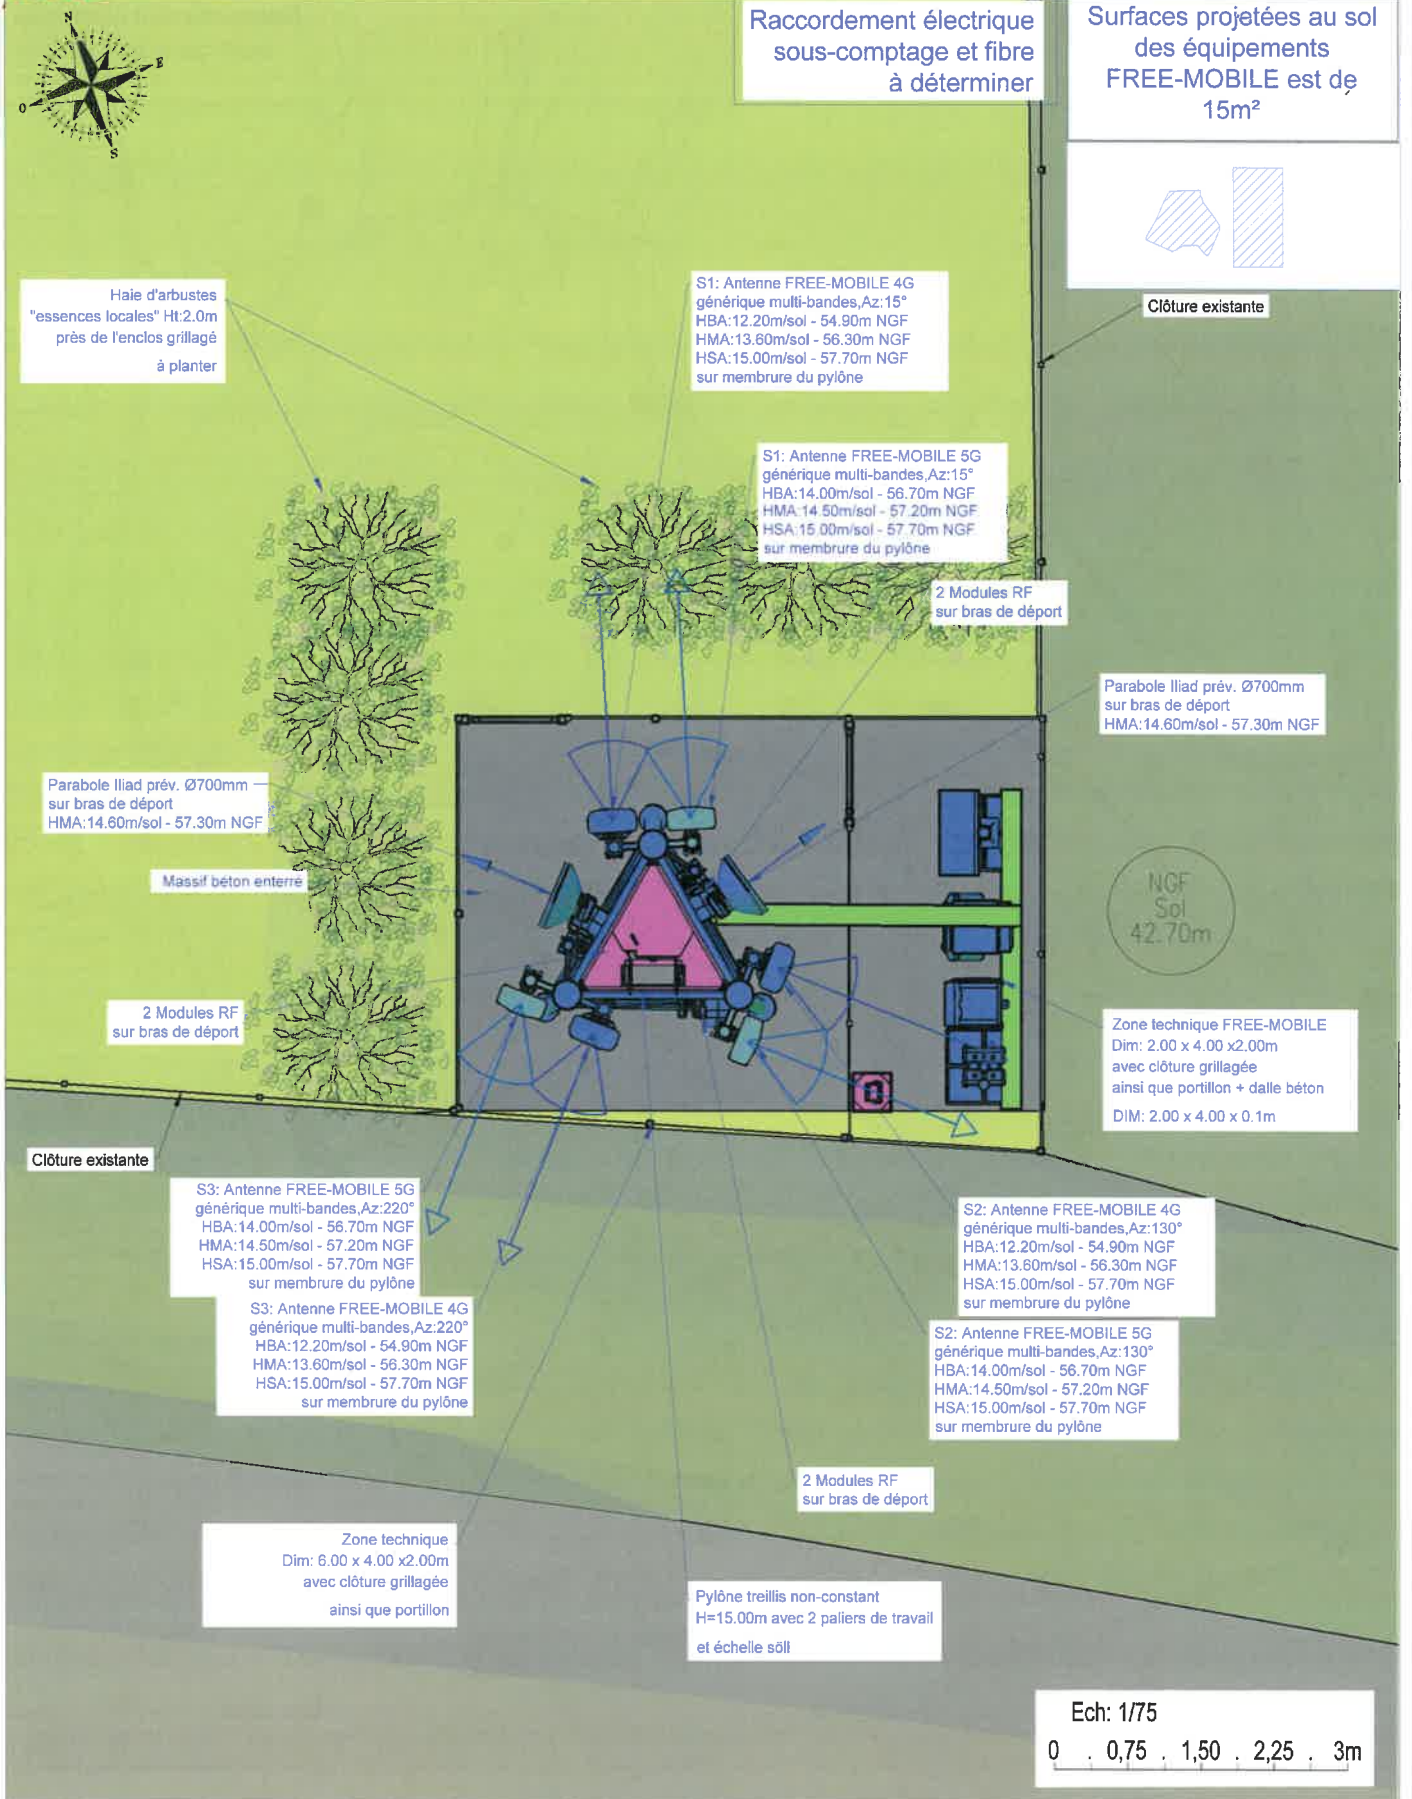 N
E
O
S
Raccordement électrique
sous-comptage et fibre
à déterminer
Surfaces projetées au sol
des équipements
FREE-MOBILE est de
15m²
Clôture existante
Haie d'arbustes
"essences locales" Ht:2.0m
près de l'enclos grillagé
à planter
S1: Antenne FREE-MOBILE 4G
générique multi-bandes,Az:15°
HBA:12.20m/sol - 54.90m NGF
HMA:13.60m/sol - 56.30m NGF
HSA:15.00m/sol - 57.70m NGF
sur membrure du pylône
S1: Antenne FREE-MOBILE 5G
générique multi-bandes,Az:15°
HBA:14.00m/sol - 56.70m NGF
HMA:14.50m/sol - 57.20m NGF
HSA:15.00m/sol - 57.70m NGF
sur membrure du pylône
2 Modules RF
sur bras de déport
Parabole Iliad prév. Ø700mm
sur bras de déport
HMA:14.60m/sol - 57.30m NGF
Parabole Iliad prév. Ø700mm
sur bras de déport
HMA:14.60m/sol - 57.30m NGF
Massif béton enterré
NGF
Sol
42.70m
2 Modules RF
sur bras de déport
Zone technique FREE-MOBILE
Dim: 2.00 x 4.00 x2.00m
avec clôture grillagée
ainsi que portillon + dalle béton
DIM: 2.00 x 4.00 x 0.1m
Clôture existante
S3: Antenne FREE-MOBILE 5G
générique multi-bandes,Az:220°
HBA:14.00m/sol - 56.70m NGF
HMA:14.50m/sol - 57.20m NGF
HSA:15.00m/sol - 57.70m NGF
sur membrure du pylône
S2: Antenne FREE-MOBILE 4G
générique multi-bandes,Az:130°
HBA:12.20m/sol - 54.90m NGF
HMA:13.60m/sol - 56.30m NGF
HSA:15.00m/sol - 57.70m NGF
sur membrure du pylône
S3: Antenne FREE-MOBILE 4G
générique multi-bandes,Az:220°
HBA:12.20m/sol - 54.90m NGF
HMA:13.60m/sol - 56.30m NGF
HSA:15.00m/sol - 57.70m NGF
sur membrure du pylône
S2: Antenne FREE-MOBILE 5G
générique multi-bandes,Az:130°
HBA:14.00m/sol - 56.70m NGF
HMA:14.50m/sol - 57.20m NGF
HSA:15.00m/sol - 57.70m NGF
sur membrure du pylône
2 Modules RF
sur bras de déport
Zone technique
Dim: 6.00 x 4.00 x2.00m
avec clôture grillagée
ainsi que portillon
Pylône treillis non-constant
H=15.00m avec 2 paliers de travail
et échelle söll
Ech: 1/75
0 . 0,75 . 1,50 . 2,25 . 3m